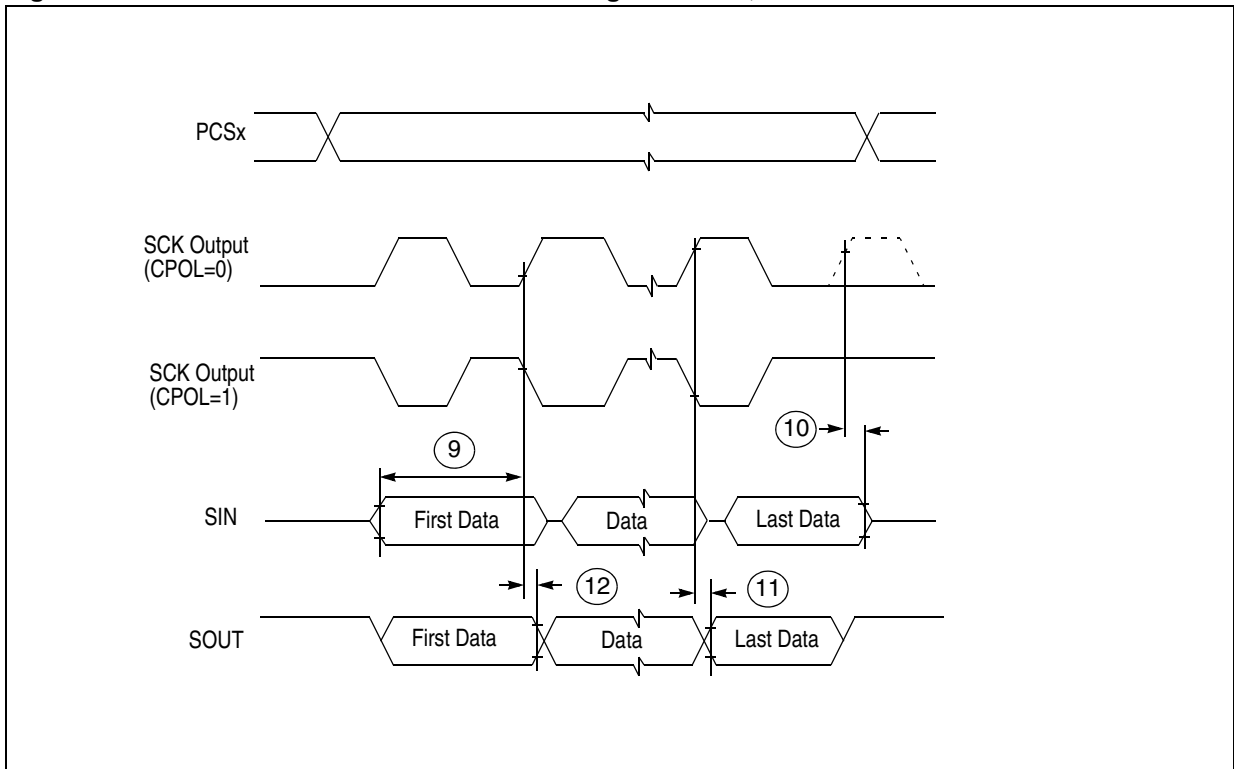 PCSx
SCK Output
(CPOL=0)
SCK Output
(CPOL=1)
10
9
SIN
First Data
Data
Last Data
12
11
SOUT
First Data
Data
Last Data